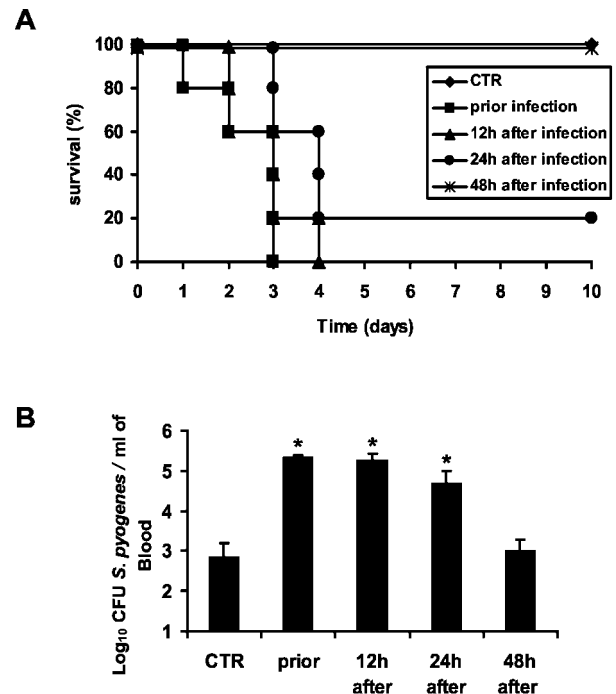 A
survival (%)
100
80
60
40
20
0
0 1 2 3 4 5 6 7 8 9 10
Time (days)
CTR
prior infection
12h after infection
24h after infection
48h after infection
B
Log10 CFU S. pyogenes / ml of
Blood
6
5
4
3
2
1
* * *
CTR prior 12h 24h 48h
after after after